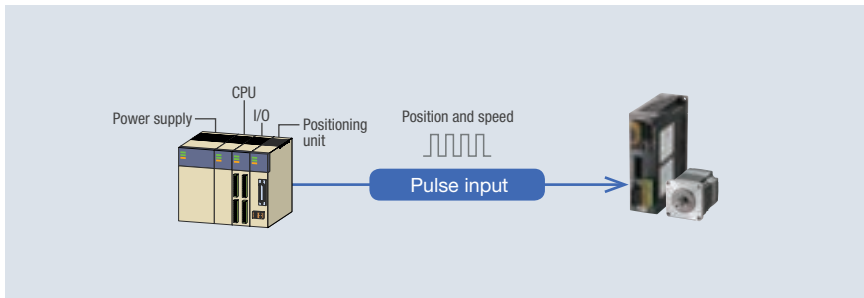 CPU
Power supply
I/O
Positioning
unit
Position and speed
Pulse input